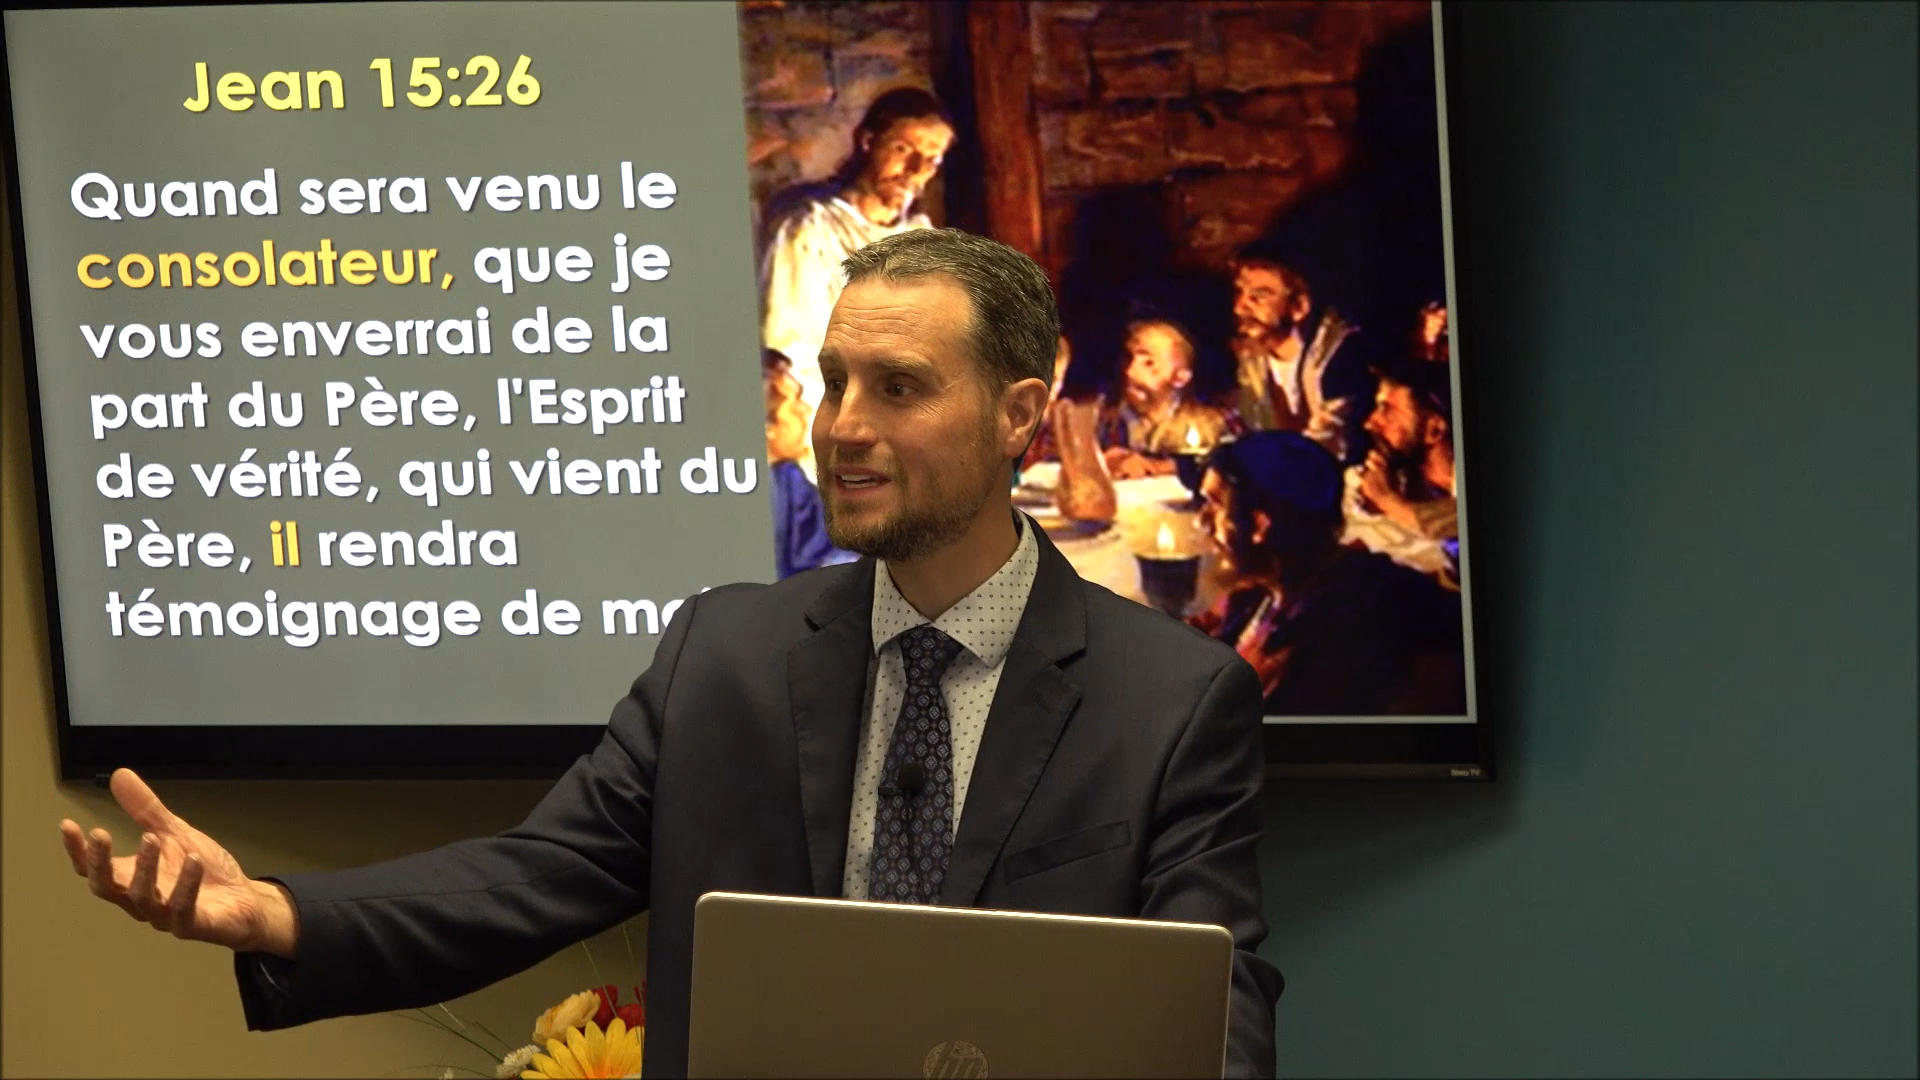 Jean 15:26
Quand sera venu le
consolateur, que je
vous enverrai de la
part du Père, l'Esprit
de vérité, qui vient du
Père, il rendra
témoignage de
hp